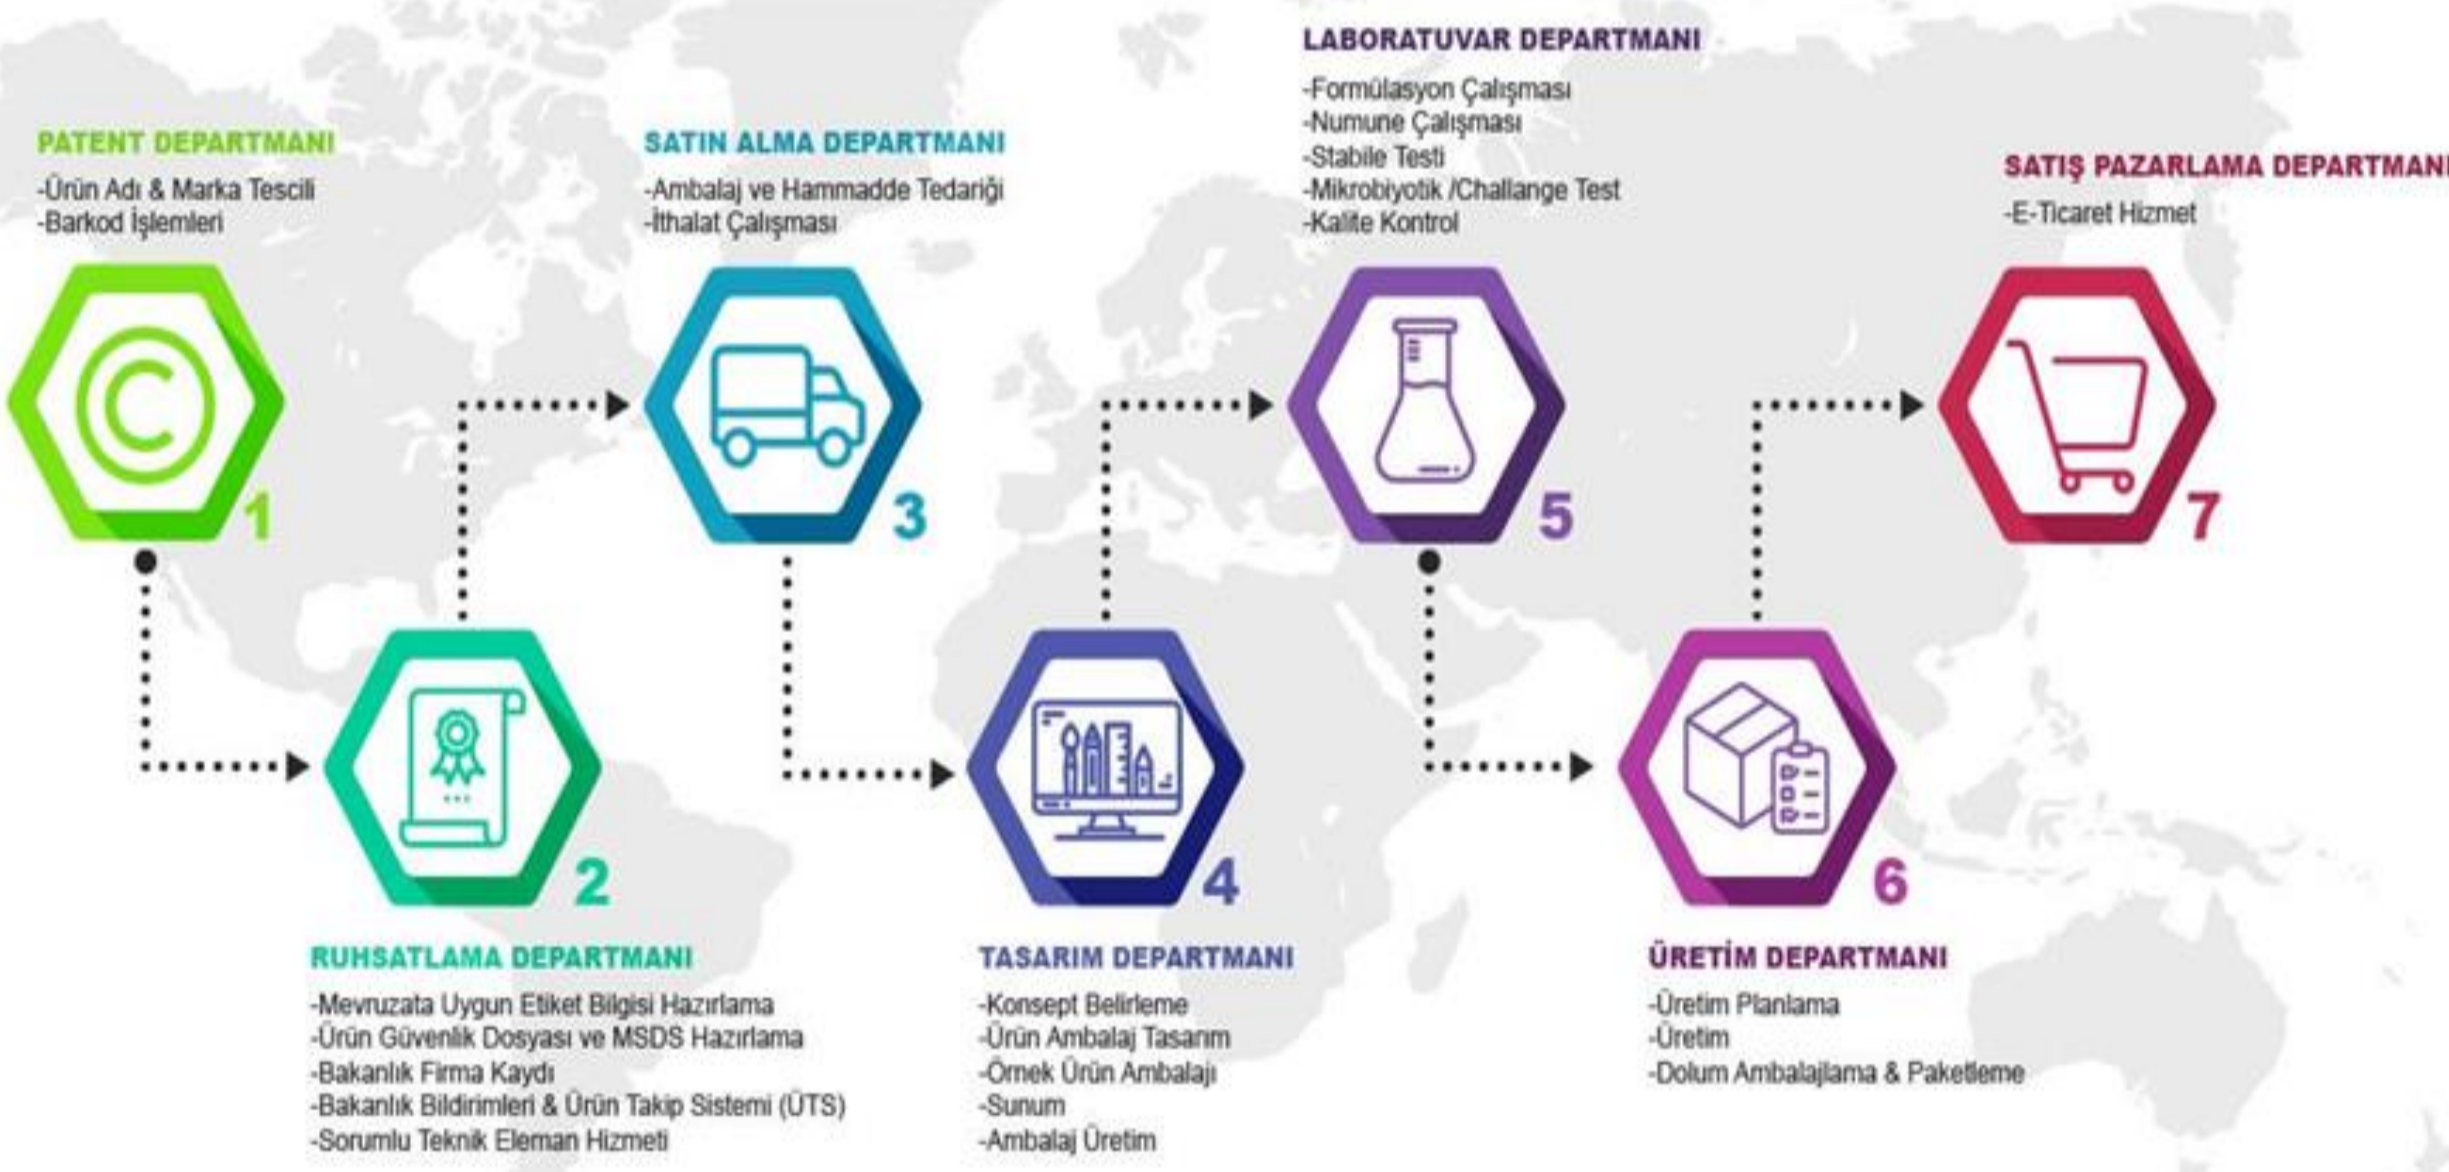 PATENT DEPARTMANI
-Ürün Adı & Marka Tescili
-Barkod İşlemleri
1
RUHSATLAMA DEPARTMANI
-Mevruzata Uygun Etiket Bilgisi Hazırlama
-Ürün Güvenlik Dosyası ve MSDS Hazırlama
-Bakanlık Firma Kaydı
-Bakanlık Bildirimleri & Ürün Takip Sistemi (ÜTS)
-Sorumlu Teknik Eleman Hizmeti
2
SATIN ALMA DEPARTMANI
-Ambalaj ve Hammadde Tedariği
-İthalat Çalışması
3
TASARIM DEPARTMANI
-Konsept Belirleme
-Ürün Ambalaj Tasarım
-Örnek Ürün Ambalajı
-Sunum
-Ambalaj Üretim
4
LABORATUVAR DEPARTMANI
-Formülasyon Çalışması
-Numune Çalışması
-Stabile Testi
-Mikrobiyotik /Challange Test
-Kalite Kontrol
5
ÜRETİM DEPARTMANI
-Üretim Planlama
-Üretim
-Dolum Ambalajlama & Paketleme
6
SATIŞ PAZARLAMA DEPARTMANI
-E-Ticaret Hizmet
7